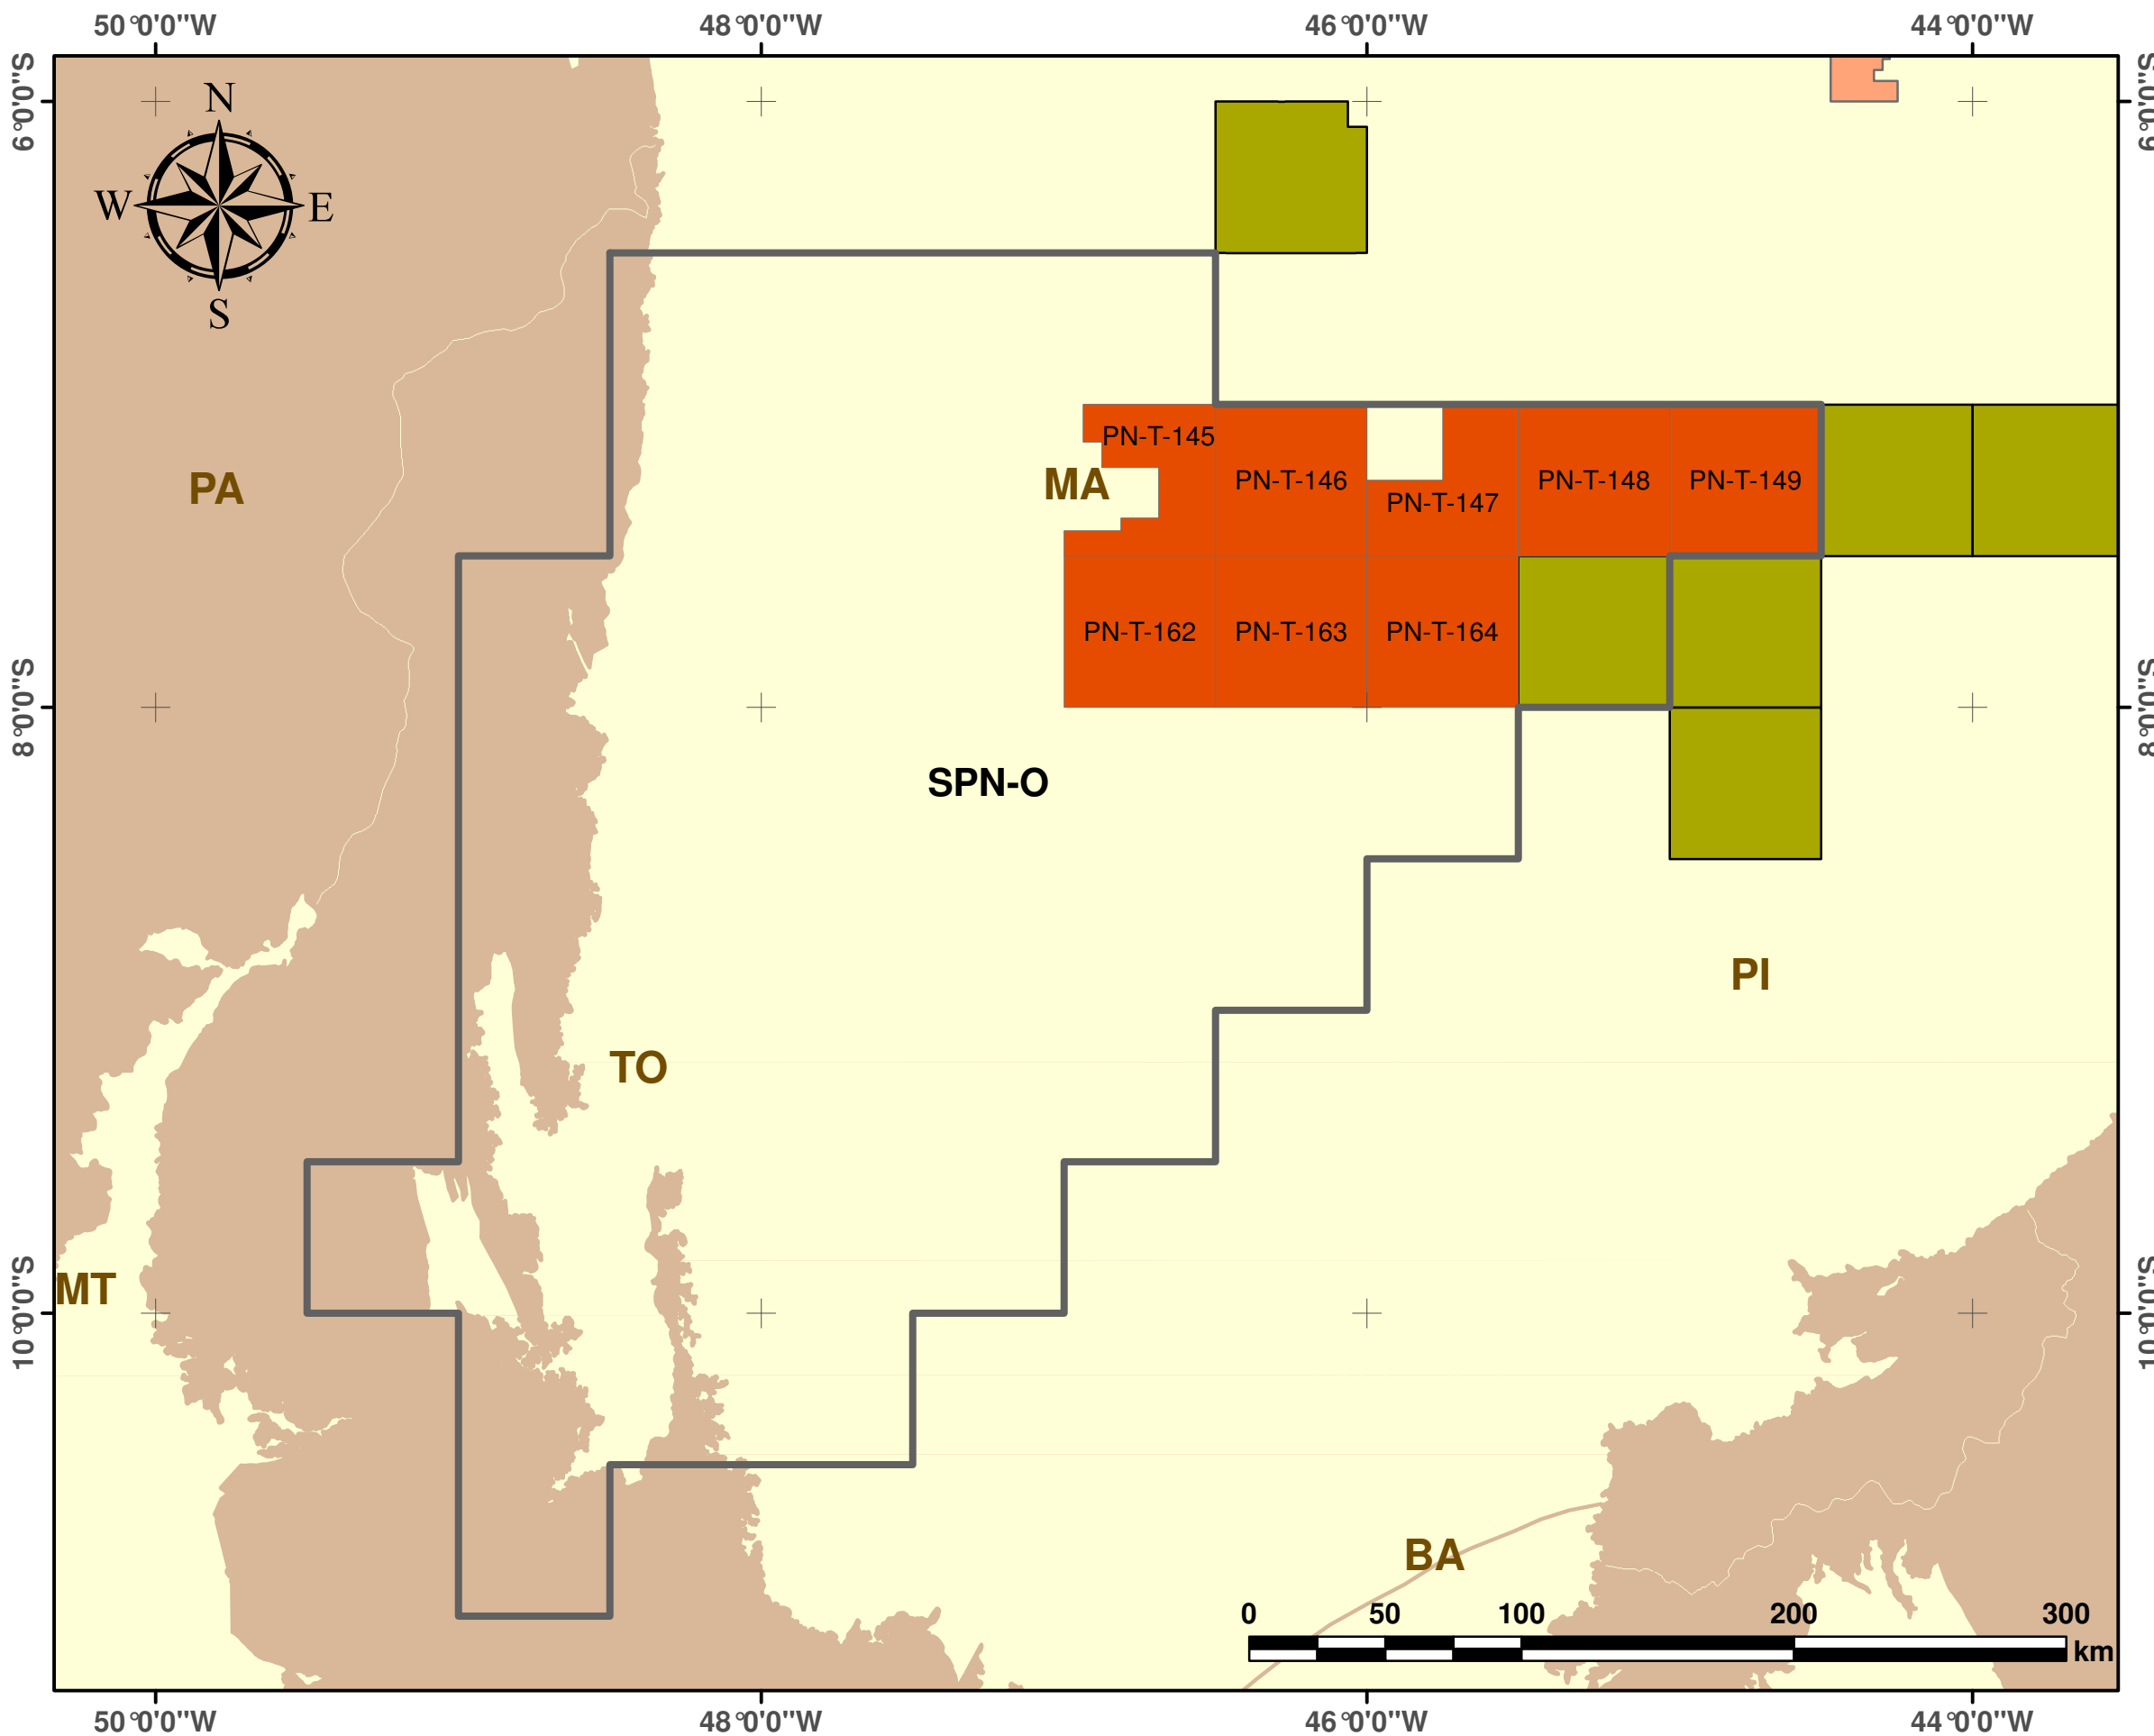 50°0'0"W 48°0'0"W 46°0'0"W 44°0'0"W
6°0'0"S 6°0'0"S
N
W E
S
PN-T-145
PN-T-146 PN-T-147 PN-T-148 PN-T-149
PA MA
PN-T-162 PN-T-163 PN-T-164
8°0'0"S 8°0'0"S
SPN-O
PI
TO
MT
10°0'0"S 10°0'0"S
BA
0 50 100 200 300
km
50°0'0"W 48°0'0"W 46°0'0"W 44°0'0"W